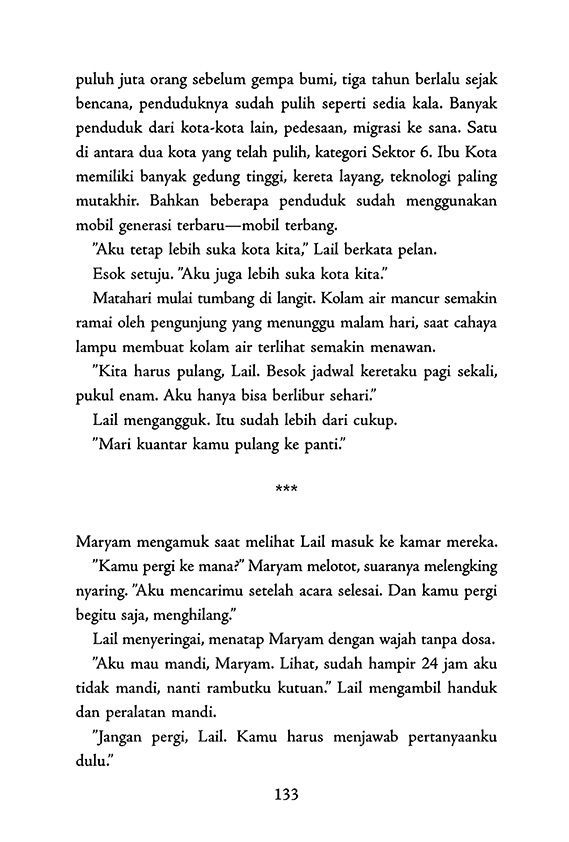 puluh juta orang sebelum gempa bumi, tiga tahun berlalu sejak
bencana, penduduknya sudah pulih seperti sedia kala. Banyak
penduduk dari kota-kota lain, pedesaan, migrasi ke sana. Satu
di antara dua kota yang telah pulih, kategori Sektor 6. Ibu Kota
memiliki banyak gedung tinggi, kereta layang, teknologi paling
mutakhir. Bahkan beberapa penduduk sudah menggunakan
mobil generasi terbaru—mobil terbang.
”Aku tetap lebih suka kota kita,” Lail berkata pelan.
Esok setuju. ”Aku juga lebih suka kota kita.”
Matahari mulai tumbang di langit. Kolam air mancur semakin
ramai oleh pengunjung yang menunggu malam hari, saat cahaya
lampu membuat kolam air terlihat semakin menawan.
”Kita harus pulang, Lail. Besok jadwal keretaku pagi sekali,
pukul enam. Aku hanya bisa berlibur sehari.”
Lail mengangguk. Itu sudah lebih dari cukup.
”Mari kuantar kamu pulang ke panti.”
***
Maryam mengamuk saat melihat Lail masuk ke kamar mereka.
”Kamu pergi ke mana?” Maryam melotot, suaranya melengking
nyaring. ”Aku mencarimu setelah acara selesai. Dan kamu pergi
begitu saja, menghilang.”
Lail menyeringai, menatap Maryam dengan wajah tanpa dosa.
”Aku mau mandi, Maryam. Lihat, sudah hampir 24 jam aku
tidak mandi, nanti rambutku kutuan.” Lail mengambil handuk
dan peralatan mandi.
”Jangan pergi, Lail. Kamu harus menjawab pertanyaanku
dulu.”
133